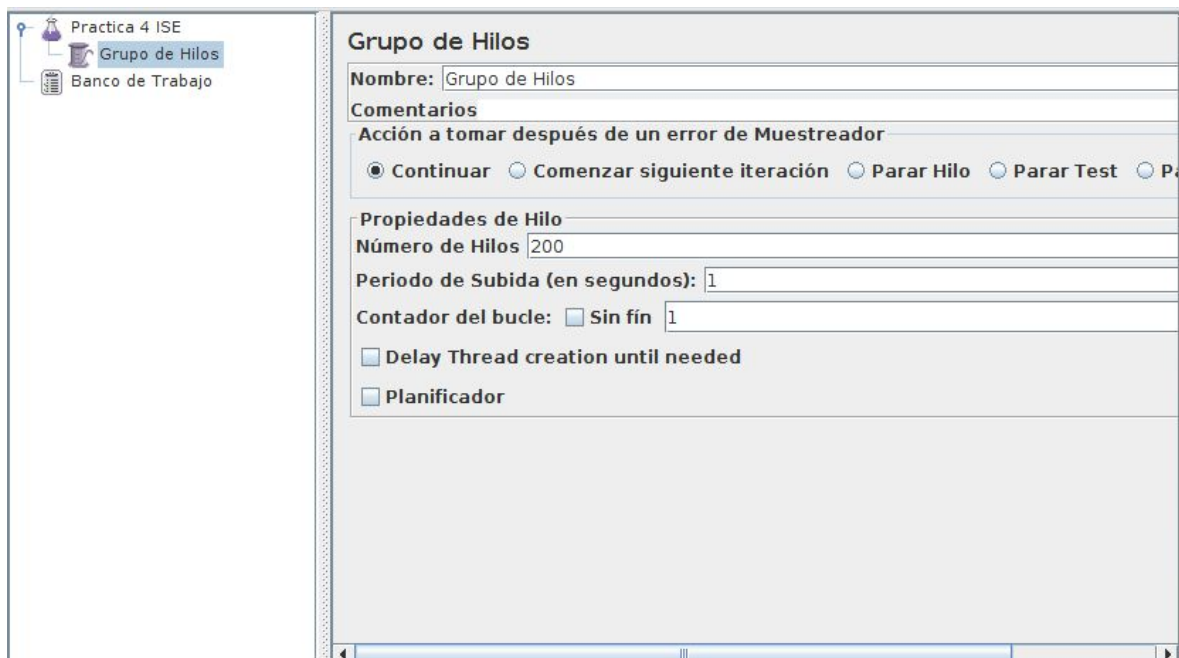 Practica 4 ISE
Grupo de Hilos
Banco de Trabajo
Grupo de Hilos
Nombre: Grupo de Hilos
Comentarios
Acción a tomar después de un error de Muestreador
Continuar Comenzar siguiente iteración Parar Hilo Parar Test
Propiedades de Hilo
Número de Hilos 200
Periodo de Subida (en segundos): 1
Contador del bucle: Sin fín 1
Delay Thread creation until needed
Planificador